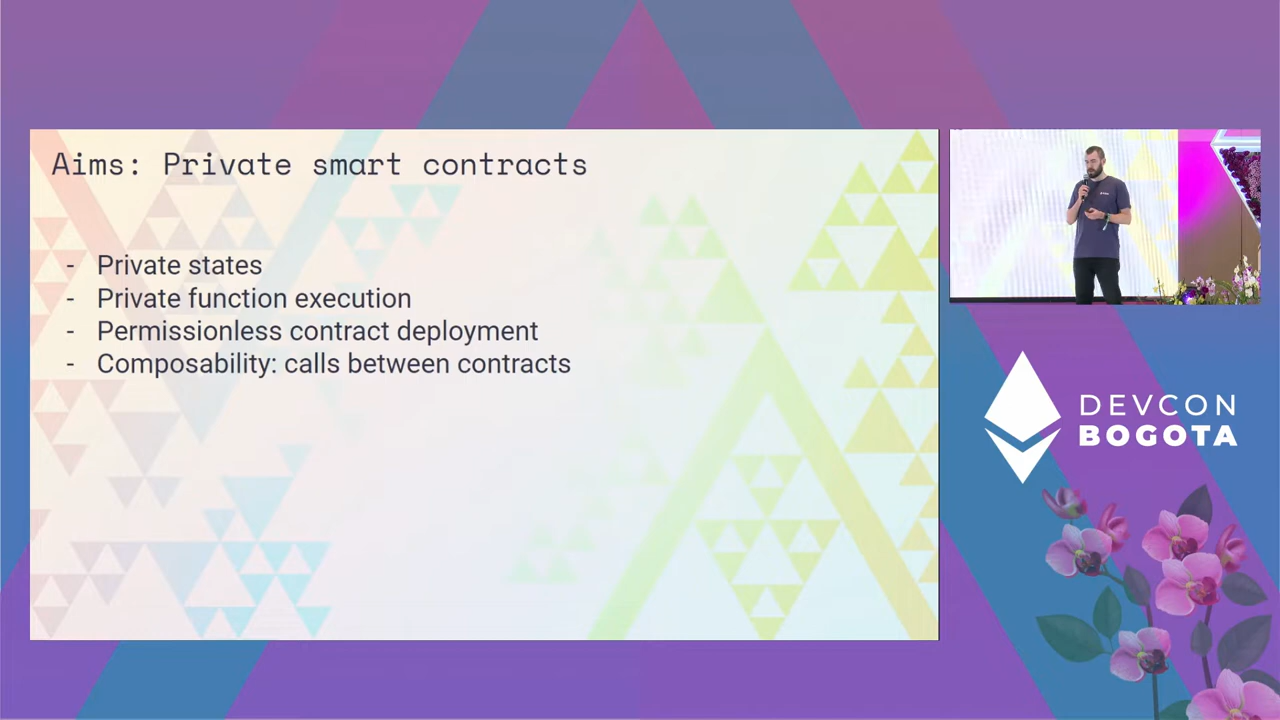 Aims: Private smart contracts
- Private states
- Private function execution
- Permissionless contract deployment
- Composability: calls between contracts
DEVCON
BOGOTA